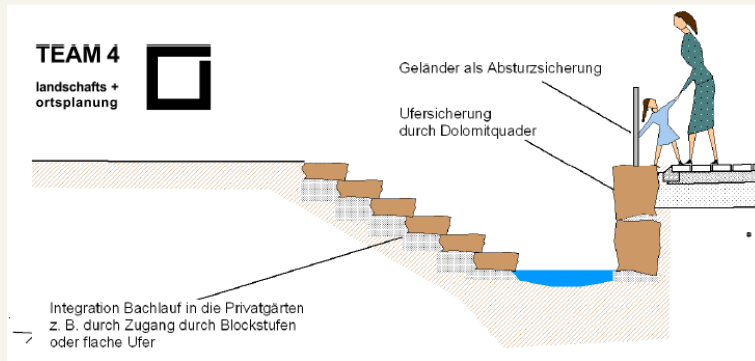 TEAM 4
landschafts +
ortsplanung
Geländer als Absturzsicherung
Ufersicherung
durch Dolomitquader
Integration Bachlauf in die Privatgärten
z. B. durch Zugang durch Blockstufen
oder flache Ufer